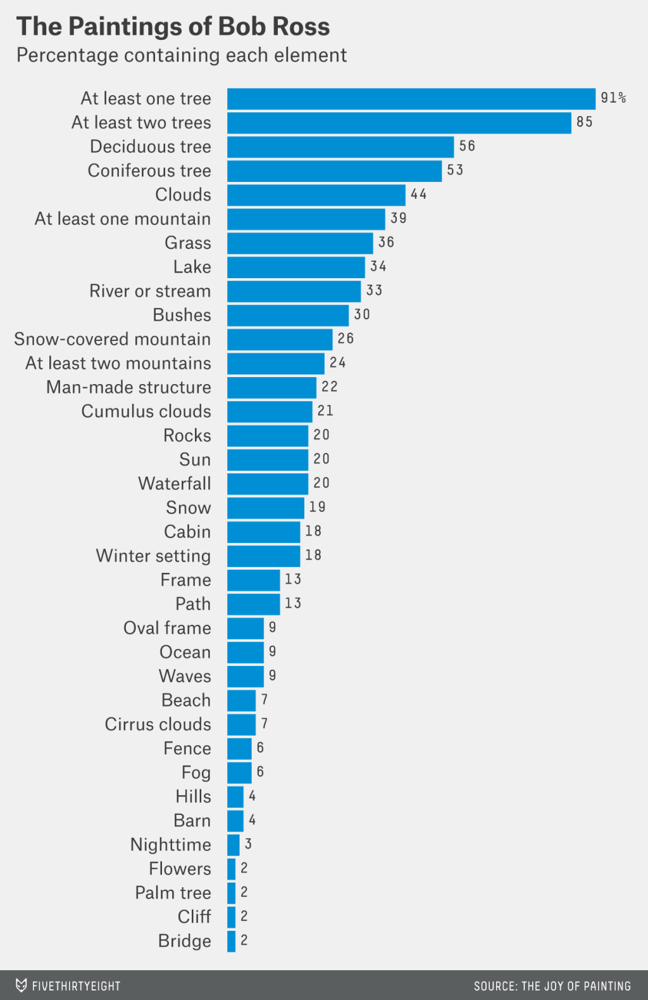 The Paintings of Bob Ross
Percentage containing each element
At least one tree 91%
At least two trees 85
Deciduous tree 56
Coniferous tree 53
Clouds 44
At least one mountain 39
Grass 36
Lake 34
River or stream 33
Bushes 30
Snow-covered mountain 26
At least two mountains 24
Man-made structure 22
Cumulus clouds 21
Rocks 20
Sun 20
Waterfall 20
Snow 19
Cabin 18
Winter setting 18
Frame 13
Path 13
Oval frame 9
Ocean 9
Waves 9
Beach 7
Cirrus clouds 7
Fence 6
Fog 6
Hills 4
Barn 4
Nighttime 3
Flowers 2
Palm tree 2
Cliff 2
Bridge 2
FIVETHIRTYEIGHT SOURCE: THE JOY OF PAINTING